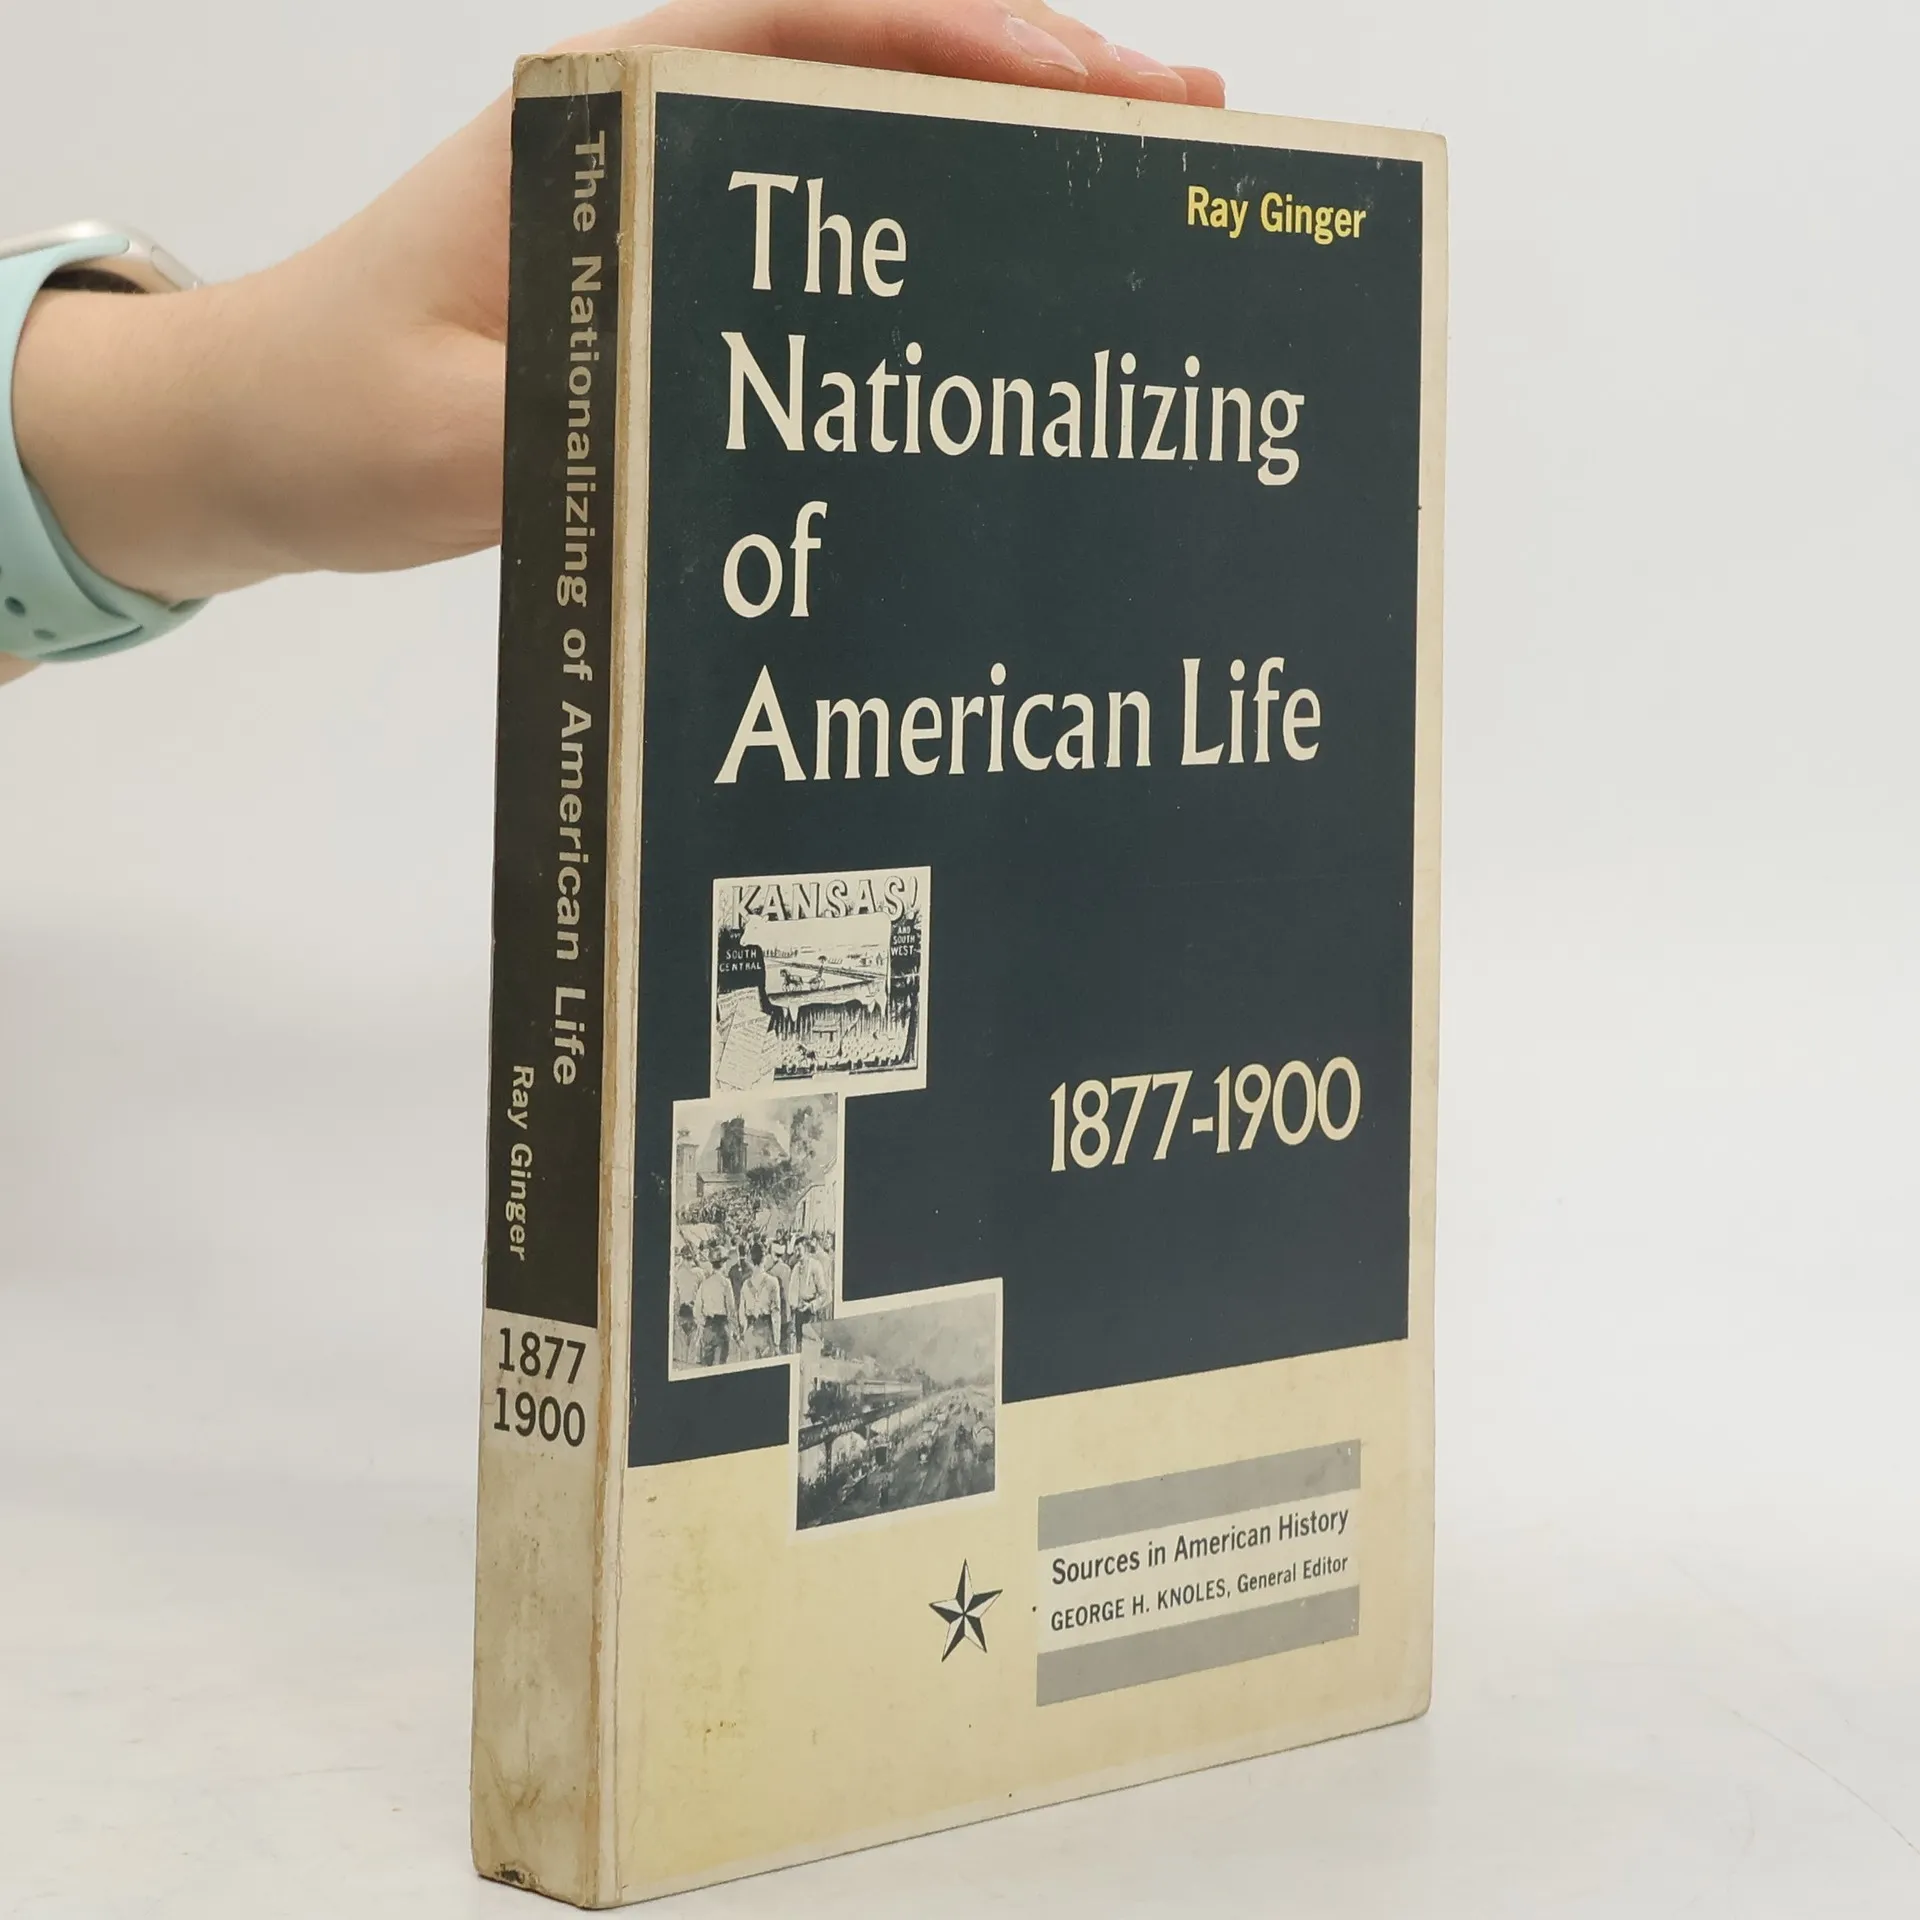 The Nationalizing of American Life
Ray Ginger
1877
1900
Ray Ginger
The
Nationalizing
of
American Life
KANSAS!
SOUTH
CENTRAL
AND
SOUTH
WEST
1877-1900
Sources in American History
GEORGE H. KNOLES, General Editor